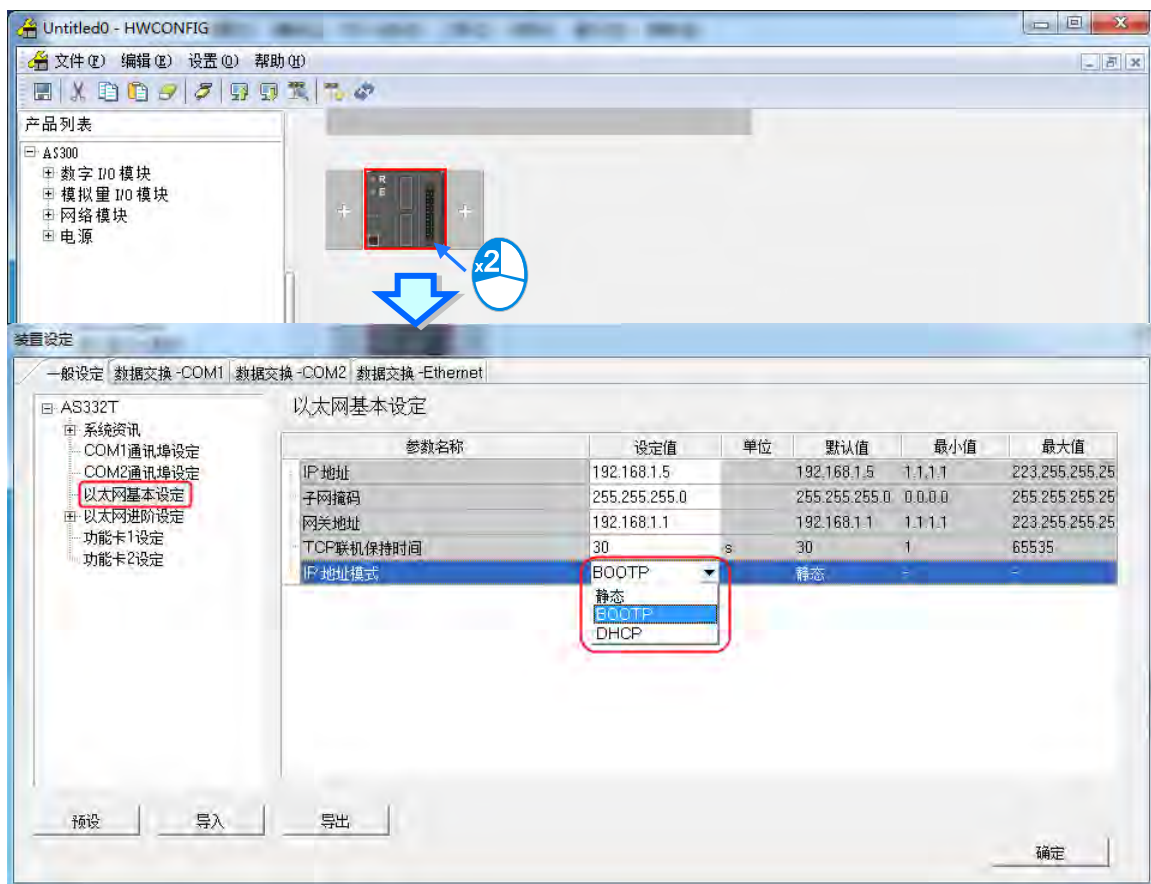 Untitled0 - HWCONFIG
文件(F) 编辑(E) 设置(O) 帮助(H)
产品列表
AS300
数字 I/O 模块
模拟量 I/O 模块
网络模块
电源
R
E
x2
装置设定
一般设定 数据交换 -COM1 数据交换 -COM2 数据交换 -Ethernet
AS332T
系统资讯
COM1通讯埠设定
COM2通讯埠设定
以太网基本设定
以太网进阶设定
功能卡1设定
功能卡2设定
以太网基本设定
参数名称 设定值 单位 默认值 最小值 最大值
IP 地址 192.168.1.5 192.168.1.5 1.1.1.1 223.255.255.25
子网掩码 255.255.255.0 255.255.255.0 0.0.0.0 255.255.255.25
网关地址 192.168.1.1 192.168.1.1 1.1.1.1 223.255.255.25
TCP联机保持时间 30 s 30 1 65535
IP 地址模式 BOOTP 静态 - -
静态
BOOTP
DHCP
预设 导入 导出
确定